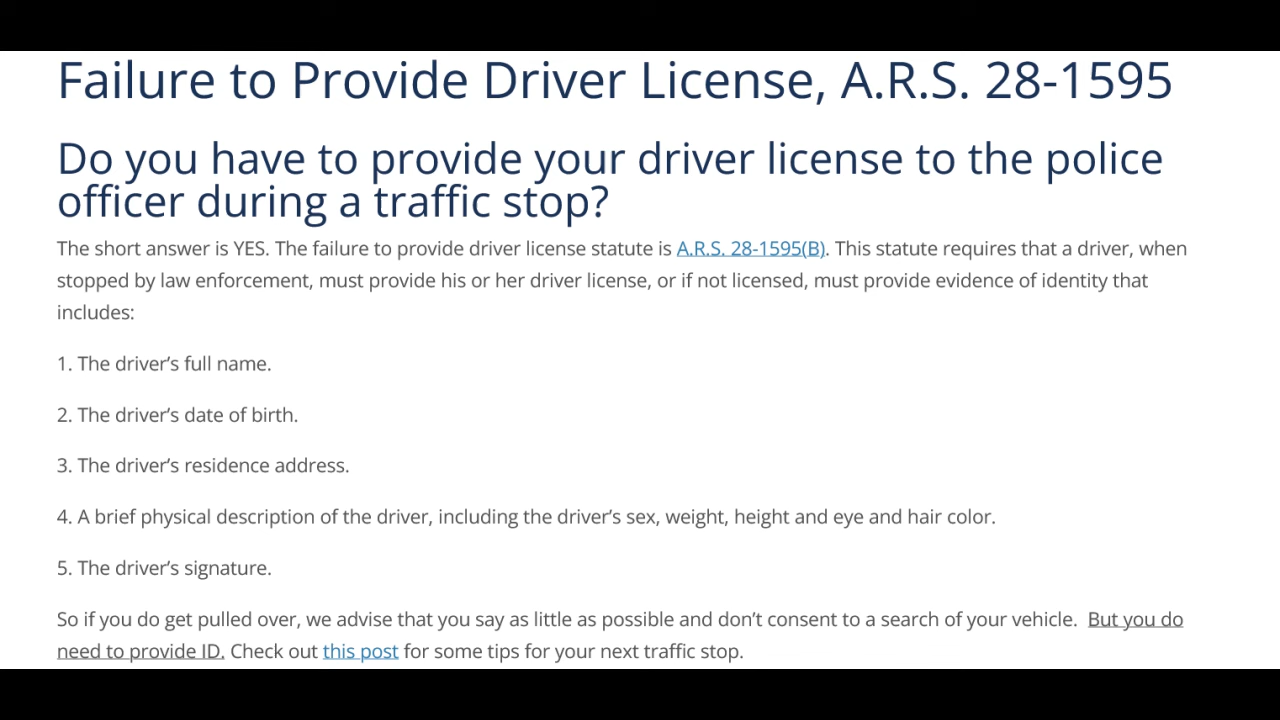 Failure to Provide Driver License, A.R.S. 28-1595
Do you have to provide your driver license to the police
officer during a traffic stop?
The short answer is YES. The failure to provide driver license statute is A.R.S. 28-1595(B). This statute requires that a driver, when
stopped by law enforcement, must provide his or her driver license, or if not licensed, must provide evidence of identity that
includes:
1. The driver’s full name.
2. The driver’s date of birth.
3. The driver’s residence address.
4. A brief physical description of the driver, including the driver’s sex, weight, height and eye and hair color.
5. The driver’s signature.
So if you do get pulled over, we advise that you say as little as possible and don’t consent to a search of your vehicle.  But you do
need to provide ID. Check out this post for some tips for your next traffic stop.